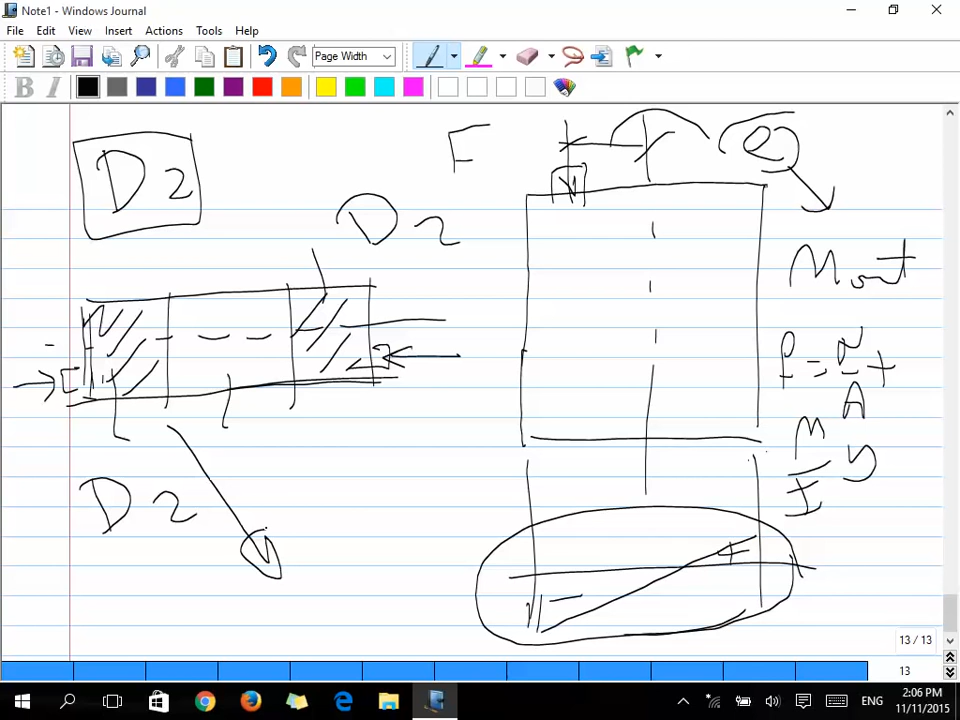 Note1 - Windows Journal
File Edit View Insert Actions Tools Help
Page Width
B I
D2
F
e
D2
Moat
f = N/A +
M/I y
D2
+
-
13 / 13
13
ENG
2:06 PM
11/11/2015